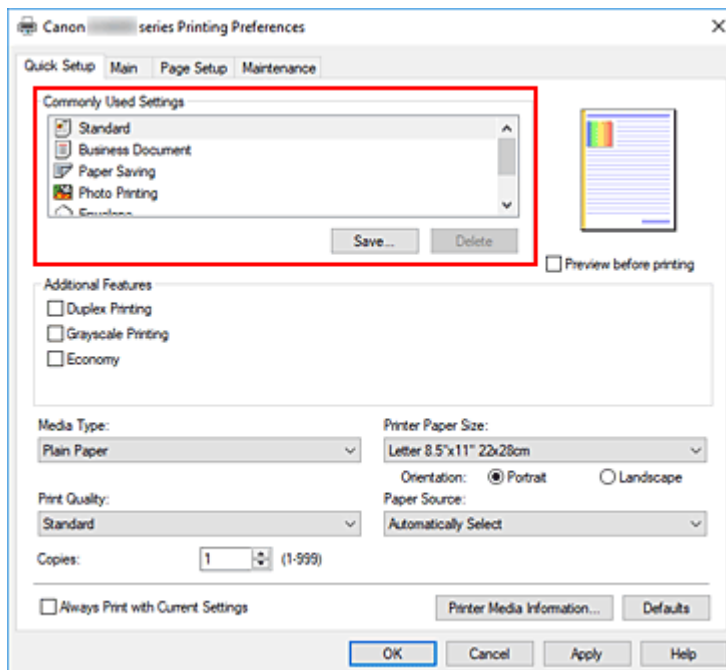 Canon series Printing Preferences
Quick Setup Main Page Setup Maintenance
Commonly Used Settings
Standard
Business Document
Paper Saving
Photo Printing
Envelope
Save... Delete
Preview before printing
Additional Features
Duplex Printing
Grayscale Printing
Economy
Media Type: Printer Paper Size:
Plain Paper Letter 8.5"x11" 22x28cm
Orientation: Portrait Landscape
Print Quality: Paper Source:
Standard Automatically Select
Copies: 1 (1-999)
Always Print with Current Settings Printer Media Information... Defaults
OK Cancel Apply Help